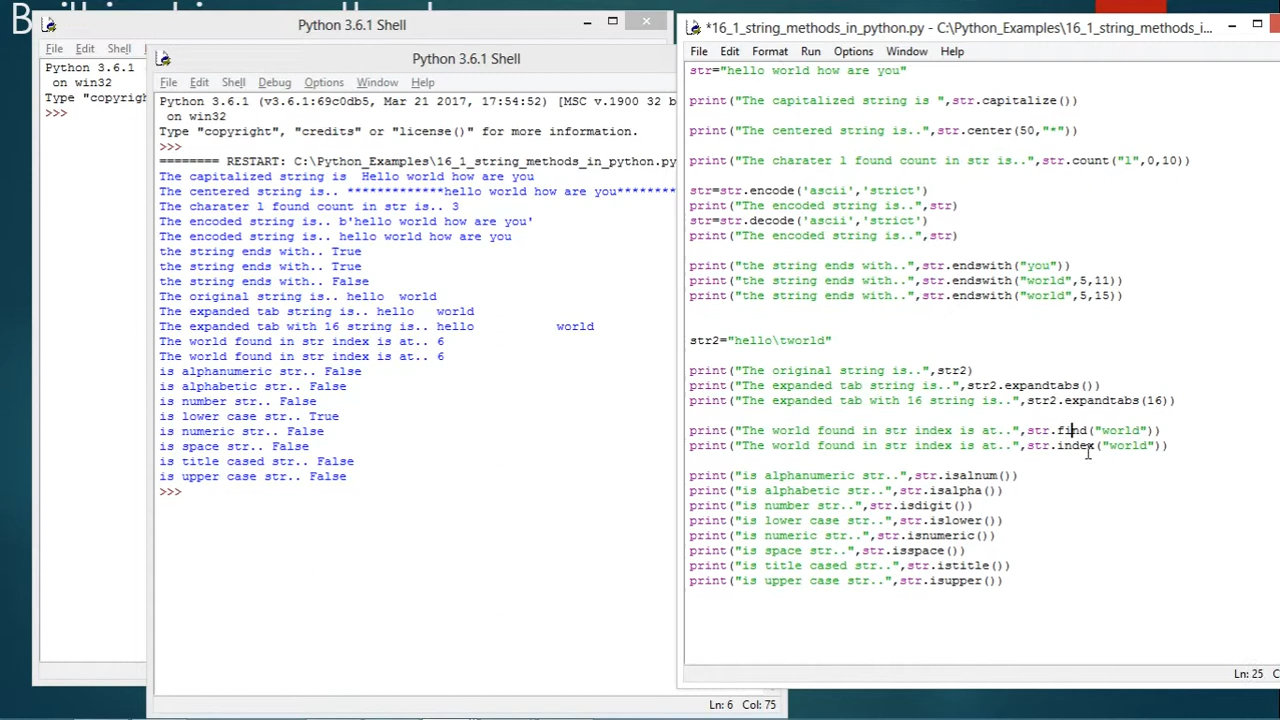 Python 3.6.1 Shell
File Edit Shell
Python 3.6.1
on win32
Type "copyrigh
>>>
Python 3.6.1 Shell
File Edit Shell Debug Options Window Help
Python 3.6.1 (v3.6.1:69c0db5, Mar 21 2017, 17:54:52) [MSC v.1900 32 b
on win32
Type "copyright", "credits" or "license()" for more information.
>>>
======== RESTART: C:\Python_Examples\16_1_string_methods_in_python.py
The capitalized string is  Hello world how are you
The centered string is.. *************hello world how are you********
The charater l found count in str is.. 3
The encoded string is.. b'hello world how are you'
The encoded string is.. hello world how are you
the string ends with.. True
the string ends with.. True
the string ends with.. False
The original string is.. hello  world
The expanded tab string is.. hello   world
The expanded tab with 16 string is.. hello           world
The world found in str index is at.. 6
The world found in str index is at.. 6
is alphanumeric str.. False
is alphabetic str.. False
is number str.. False
is lower case str.. True
is numeric str.. False
is space str.. False
is title cased str.. False
is upper case str.. False
>>>
Ln: 6 Col: 75
*16_1_string_methods_in_python.py - C:\Python_Examples\16_1_string_methods_i...
File Edit Format Run Options Window Help
str="hello world how are you"
print("The capitalized string is ",str.capitalize())
print("The centered string is..",str.center(50,"*"))
print("The charater l found count in str is..",str.count("l",0,10))
str=str.encode('ascii','strict')
print("The encoded string is..",str)
str=str.decode('ascii','strict')
print("The encoded string is..",str)
print("the string ends with..",str.endswith("you"))
print("the string ends with..",str.endswith("world",5,11))
print("the string ends with..",str.endswith("world",5,15))
str2="hello\tworld"
print("The original string is..",str2)
print("The expanded tab string is..",str2.expandtabs())
print("The expanded tab with 16 string is..",str2.expandtabs(16))
print("The world found in str index is at..",str.find("world"))
print("The world found in str index is at..",str.index("world"))
print("is alphanumeric str..",str.isalnum())
print("is alphabetic str..",str.isalpha())
print("is number str..",str.isdigit())
print("is lower case str..",str.islower())
print("is numeric str..",str.isnumeric())
print("is space str..",str.isspace())
print("is title cased str..",str.istitle())
print("is upper case str..",str.isupper())
Ln: 25